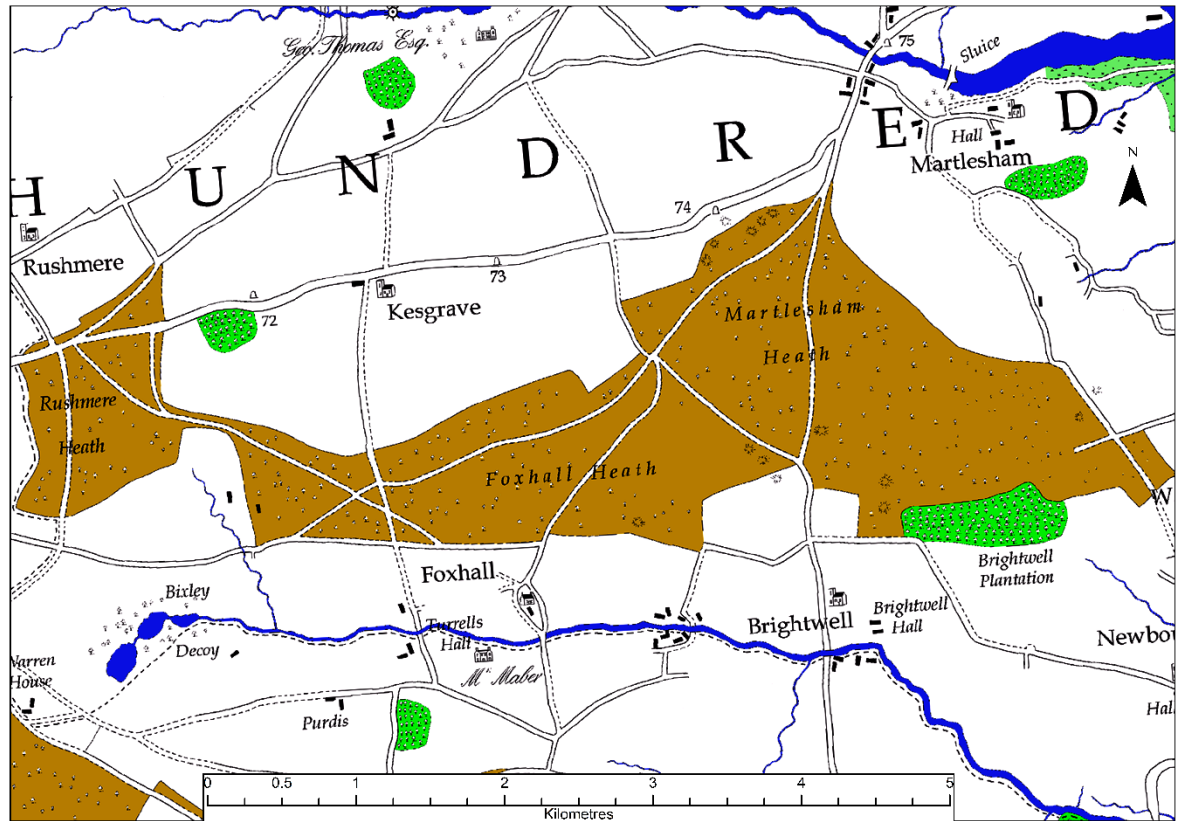 Geo. Thomas Esq.
75
Sluice
H U N D R E D
Hall
Martlesham
N
74
Rushmere
73
Kesgrave
72
Martlesham
Heath
Rushmere
Heath
Foxhall Heath
W
Brightwell
Plantation
Foxhall
Bixley
Brightwell
Hall
Turrells
Hall
Brightwell
Newbou
Decoy
Warren
House
Mrs. Maber
Purdis
Hal
0 0.5 1 2 3 4 5
Kilometres